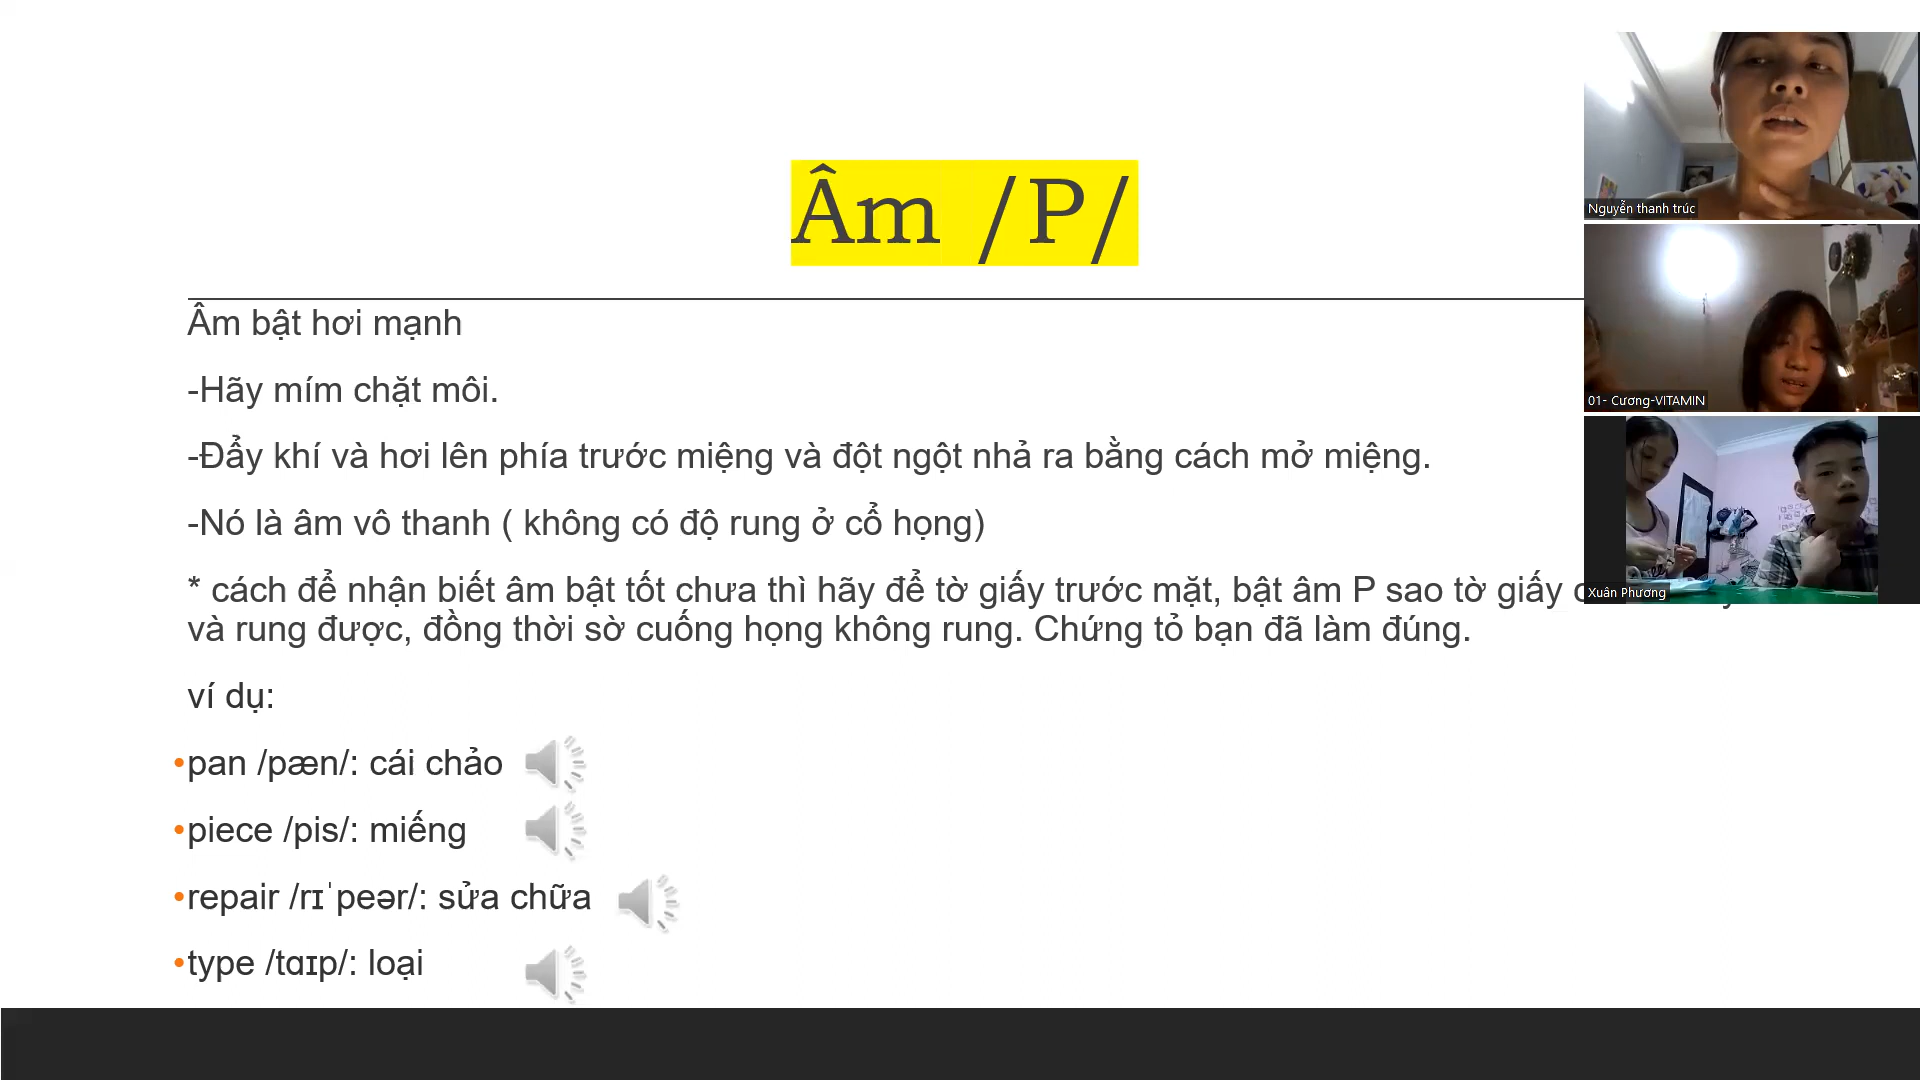 Âm /P/
Âm bật hơi mạnh
-Hãy mím chặt môi.
-Đẩy khí và hơi lên phía trước miệng và đột ngột nhả ra bằng cách mở miệng.
-Nó là âm vô thanh ( không có độ rung ở cổ họng)
* cách để nhận biết âm bật tốt chưa thì hãy để tờ giấy trước mặt, bật âm P sao tờ giấy
và rung được, đồng thời sờ cuống họng không rung. Chứng tỏ bạn đã làm đúng.
ví dụ:
•pan /pæn/: cái chảo
•piece /pis/: miếng
•repair /rɪˈpeər/: sửa chữa
•type /tɑɪp/: loại
Nguyễn thanh trúc
01- Cương-VITAMIN
Xuân Phương